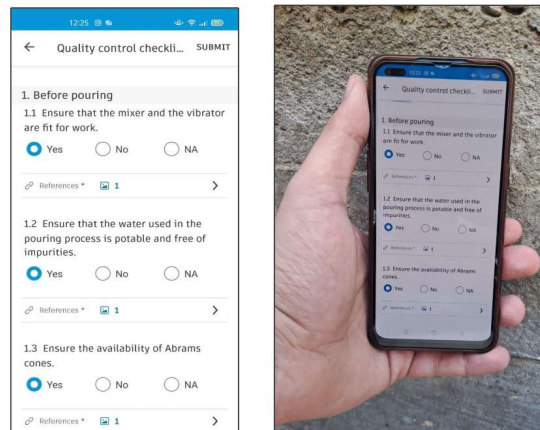 12:25
Quality control checkli... SUBMIT
1. Before pouring
1.1 Ensure that the mixer and the vibrator
are fit for work.
Yes No NA
References * 1
1.2 Ensure that the water used in the
pouring process is potable and free of
impurities.
Yes No NA
References * 1
1.3 Ensure the availability of Abrams
cones.
Yes No NA
References * 1
12:25
Quality control checkli... SUBMIT
1. Before pouring
1.1 Ensure that the mixer and the vibrator
are fit for work.
Yes No NA
References * 1
1.2 Ensure that the water used in the
pouring process is potable and free of
impurities.
Yes No NA
References * 1
1.3 Ensure the availability of Abrams
cones.
Yes No NA
References * 1